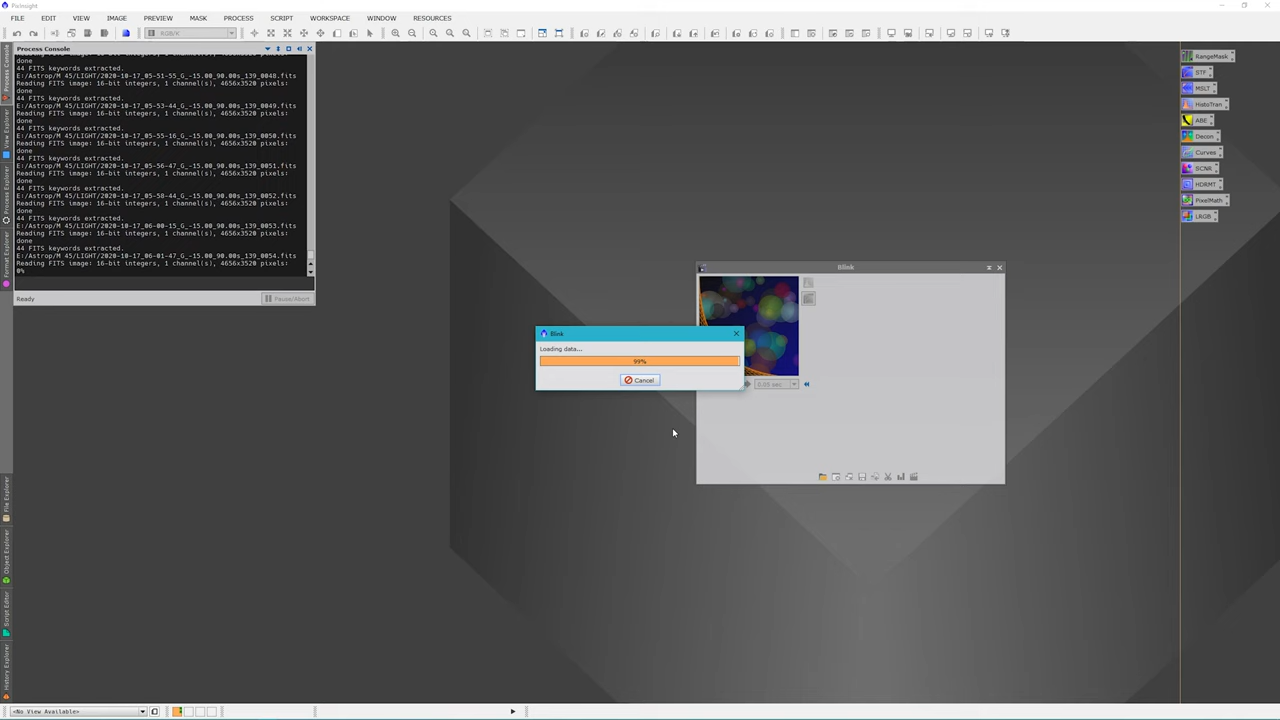 PixInsight
FILE EDIT VIEW IMAGE PREVIEW MASK PROCESS SCRIPT WORKSPACE WINDOW RESOURCES
RGB/K
Process Console
done
44 FITS keywords extracted.
E:/Astrop/M 45/LIGHT/2020-10-17_05-51-55_G_-15.00_90.00s_139_0048.fits
Reading FITS image: 16-bit integers, 1 channel(s), 4656x3520 pixels:
done
44 FITS keywords extracted.
E:/Astrop/M 45/LIGHT/2020-10-17_05-53-44_G_-15.00_90.00s_139_0049.fits
Reading FITS image: 16-bit integers, 1 channel(s), 4656x3520 pixels:
done
44 FITS keywords extracted.
E:/Astrop/M 45/LIGHT/2020-10-17_05-55-16_G_-15.00_90.00s_139_0050.fits
Reading FITS image: 16-bit integers, 1 channel(s), 4656x3520 pixels:
done
44 FITS keywords extracted.
E:/Astrop/M 45/LIGHT/2020-10-17_05-56-47_G_-15.00_90.00s_139_0051.fits
Reading FITS image: 16-bit integers, 1 channel(s), 4656x3520 pixels:
done
44 FITS keywords extracted.
E:/Astrop/M 45/LIGHT/2020-10-17_05-58-44_G_-15.00_90.00s_139_0052.fits
Reading FITS image: 16-bit integers, 1 channel(s), 4656x3520 pixels:
done
44 FITS keywords extracted.
E:/Astrop/M 45/LIGHT/2020-10-17_06-00-15_G_-15.00_90.00s_139_0053.fits
Reading FITS image: 16-bit integers, 1 channel(s), 4656x3520 pixels:
done
44 FITS keywords extracted.
E:/Astrop/M 45/LIGHT/2020-10-17_06-01-47_G_-15.00_90.00s_139_0054.fits
Reading FITS image: 16-bit integers, 1 channel(s), 4656x3520 pixels:
0%
Ready
Pause/Abort
Process Console
View Explorer
Process Explorer
Format Explorer
File Explorer
Object Explorer
Script Editor
History Explorer
Blink
0.05 sec
Blink
Loading data...
99%
Cancel
RangeMask
STF
MSLT
HistoTran
ABE
Decon
Curves
SCNR
HDRMT
PixelMath
LRGB
<No View Available>